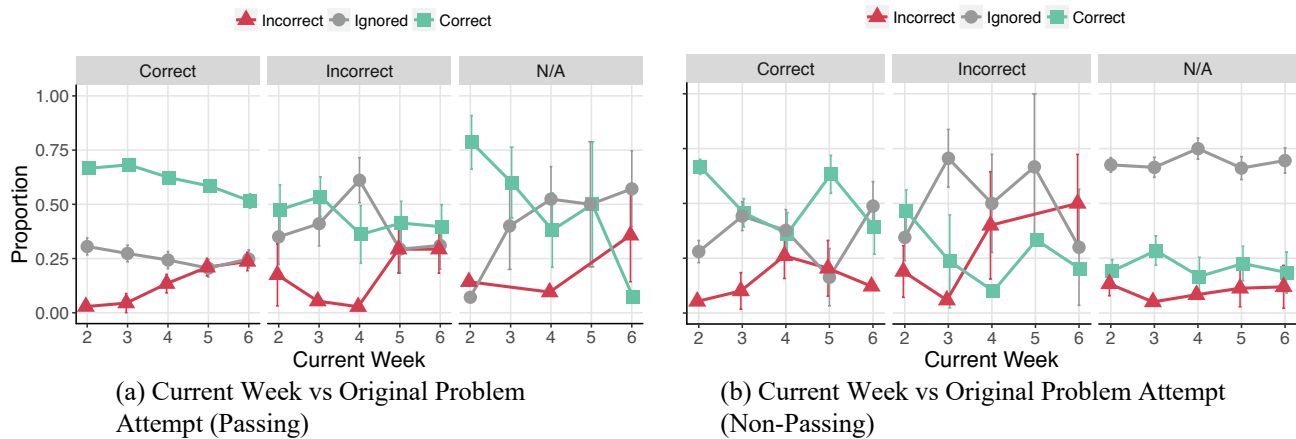 Incorrect Ignored Correct
Correct Incorrect N/A
1.00
0.75
0.50
0.25
0.00
Proportion
2 3 4 5 6 2 3 4 5 6 2 3 4 5 6
Current Week
(a) Current Week vs Original Problem
Attempt (Passing)
Incorrect Ignored Correct
Correct Incorrect N/A
2 3 4 5 6 2 3 4 5 6 2 3 4 5 6
Current Week
(b) Current Week vs Original Problem Attempt
(Non-Passing)